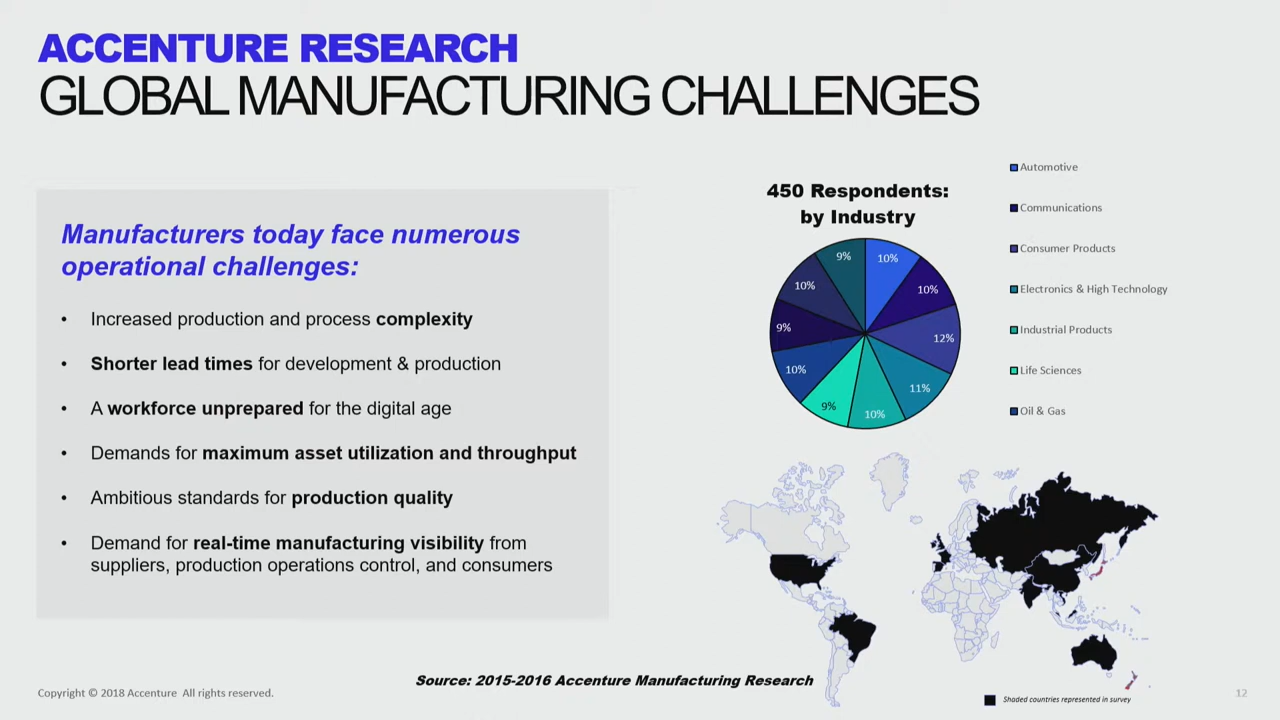 ACCENTURE RESEARCH
GLOBAL MANUFACTURING CHALLENGES
Manufacturers today face numerous
operational challenges:
• Increased production and process complexity
• Shorter lead times for development & production
• A workforce unprepared for the digital age
• Demands for maximum asset utilization and throughput
• Ambitious standards for production quality
• Demand for real-time manufacturing visibility from
suppliers, production operations control, and consumers
450 Respondents:
by Industry
10%
10%
12%
11%
10%
9%
10%
9%
10%
9%
Automotive
Communications
Consumer Products
Electronics & High Technology
Industrial Products
Life Sciences
Oil & Gas
Shaded countries represented in survey
Source: 2015-2016 Accenture Manufacturing Research
Copyright © 2018 Accenture All rights reserved.
12